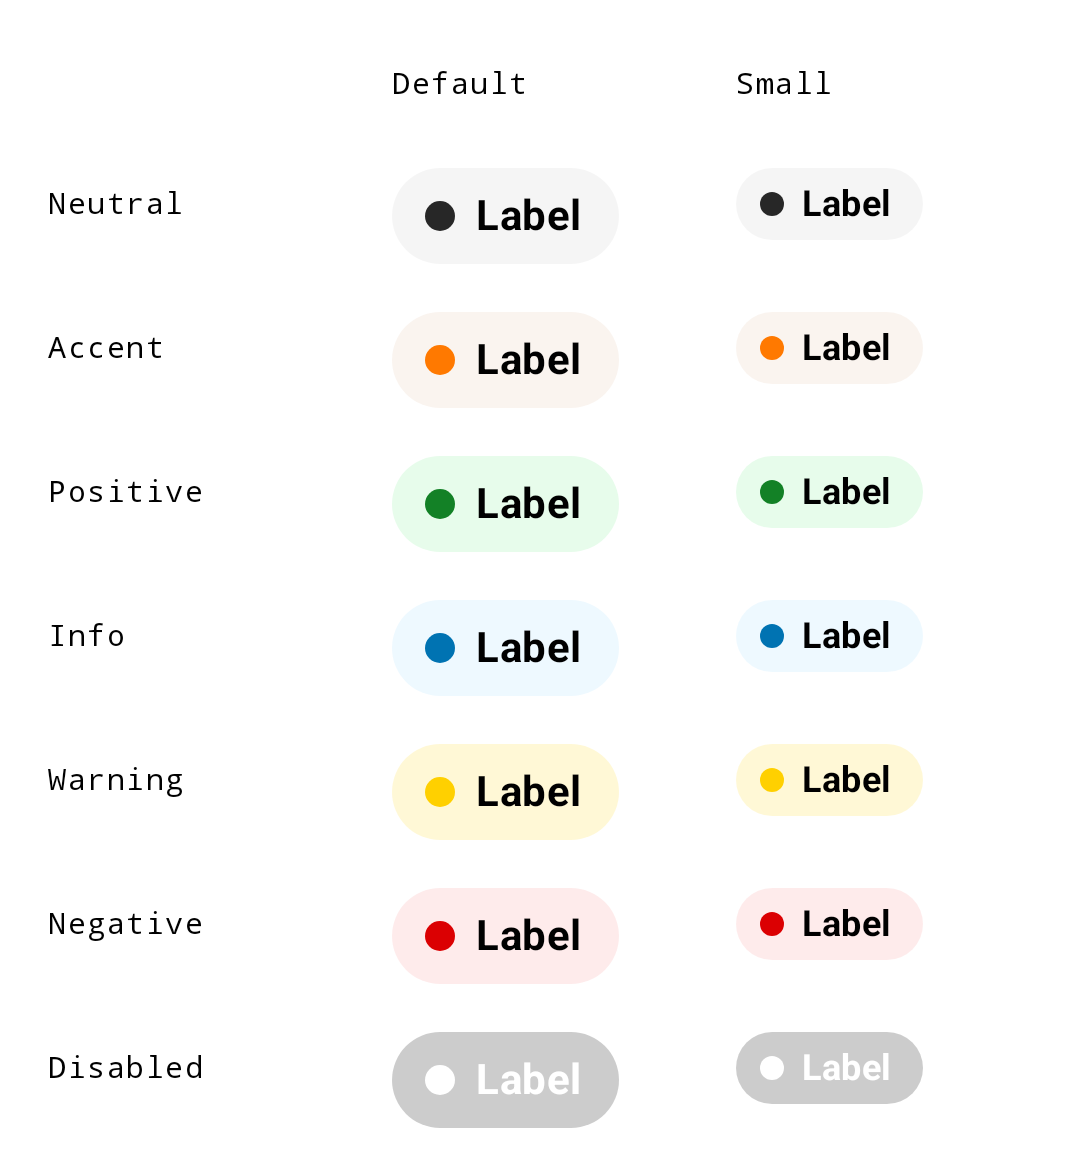 Default Small
Neutral Label Label
Accent Label Label
Positive Label Label
Info Label Label
Warning Label Label
Negative Label Label
Disabled Label Label